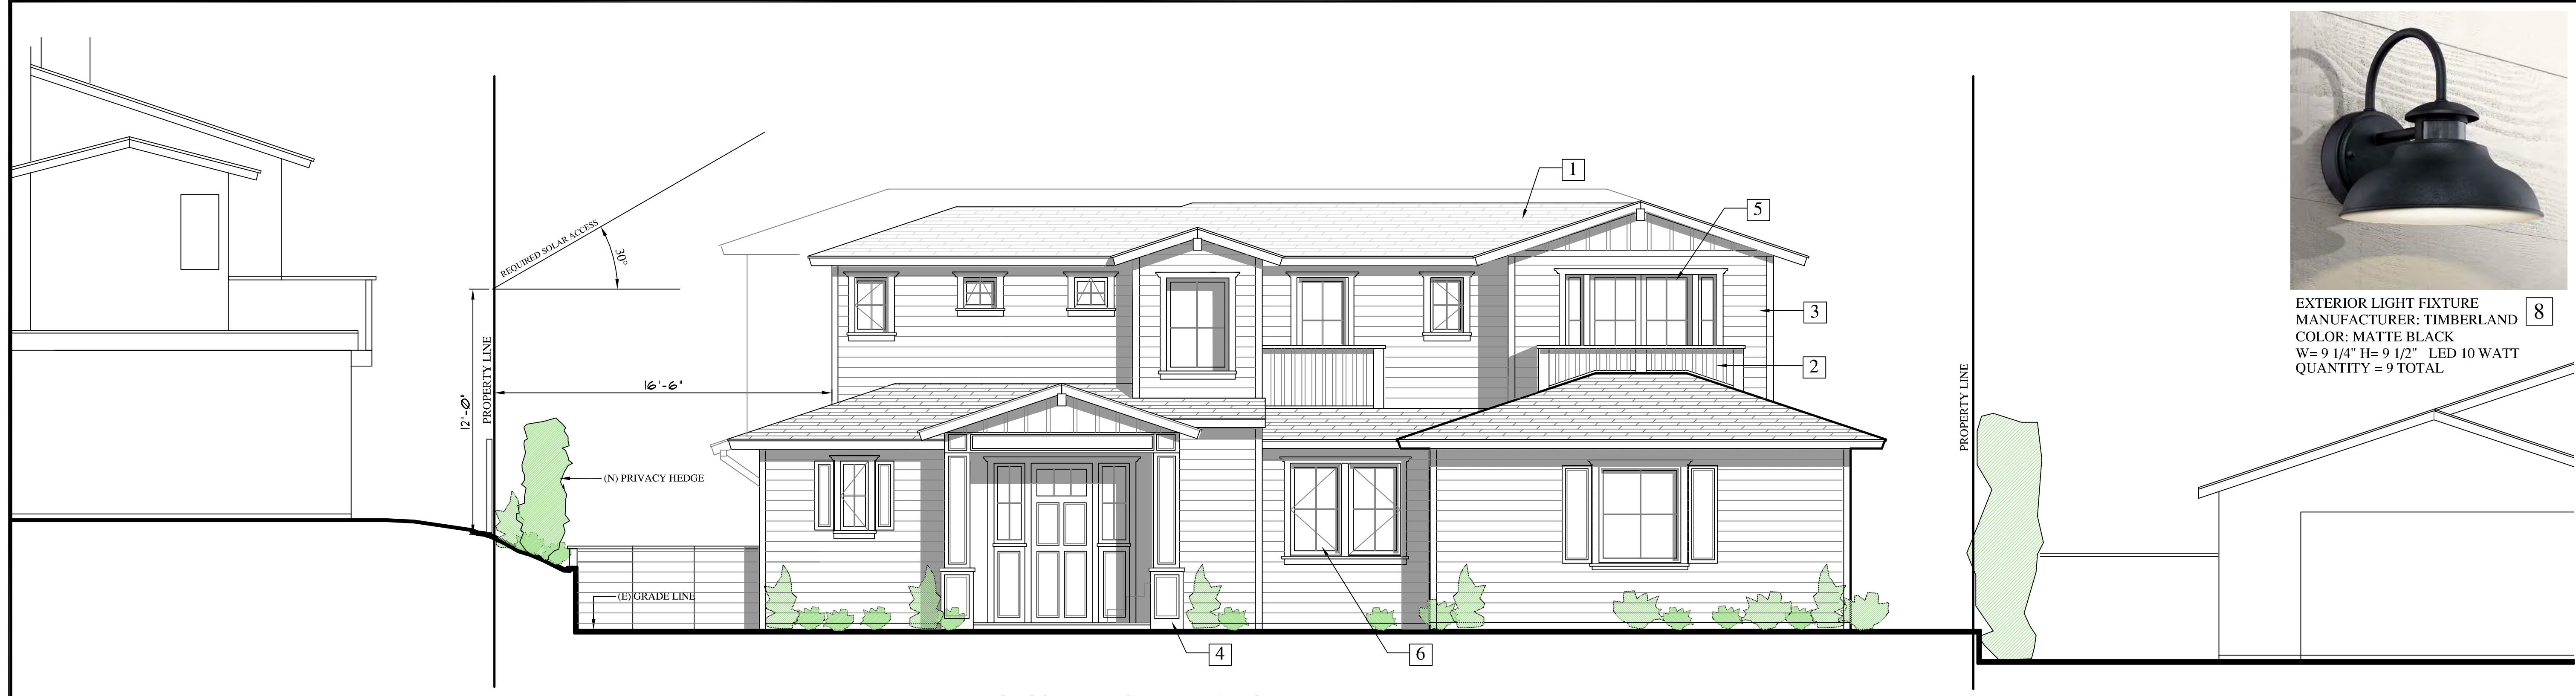 1
5
REQUIRED SOLAR ACCESS
30°
3
EXTERIOR LIGHT FIXTURE
MANUFACTURER: TIMBERLAND
8
COLOR: MATTE BLACK
W= 9 1/4" H= 9 1/2" LED 10 WATT
QUANTITY = 9 TOTAL
2
PROPERTY LINE
16'-6"
12'-0"
PROPERTY LINE
(N) PRIVACY HEDGE
(E) GRADE LINE
4
6